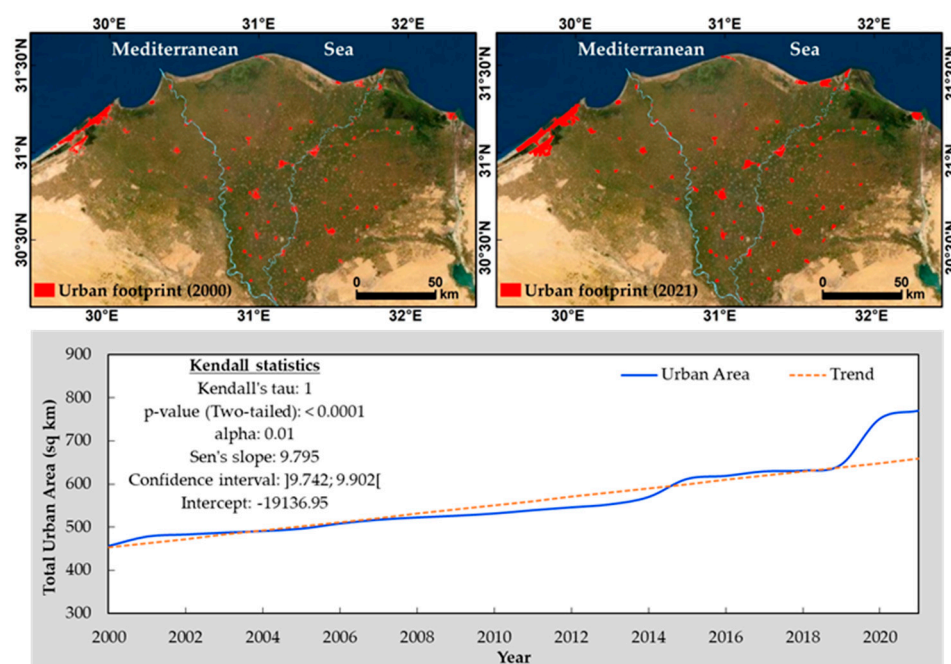 30°E 31°E 32°E
Mediterranean Sea
31°30'N
31°N
30°30'N
Urban footprint (2000)
0 50
km
30°E 31°E 32°E
30°E 31°E 32°E
Mediterranean Sea
31°30'N
31°N
30°30'N
Urban footprint (2021)
0 50
km
30°E 31°E 32°E
Total Urban Area (sq km)
900
800
700
600
500
400
300
Kendall statistics
Kendall's tau: 1
p-value (Two-tailed): < 0.0001
alpha: 0.01
Sen's slope: 9.795
Confidence interval: ]9.742; 9.902[
Intercept: -19136.95
Urban Area Trend
2000 2002 2004 2006 2008 2010 2012 2014 2016 2018 2020
Year